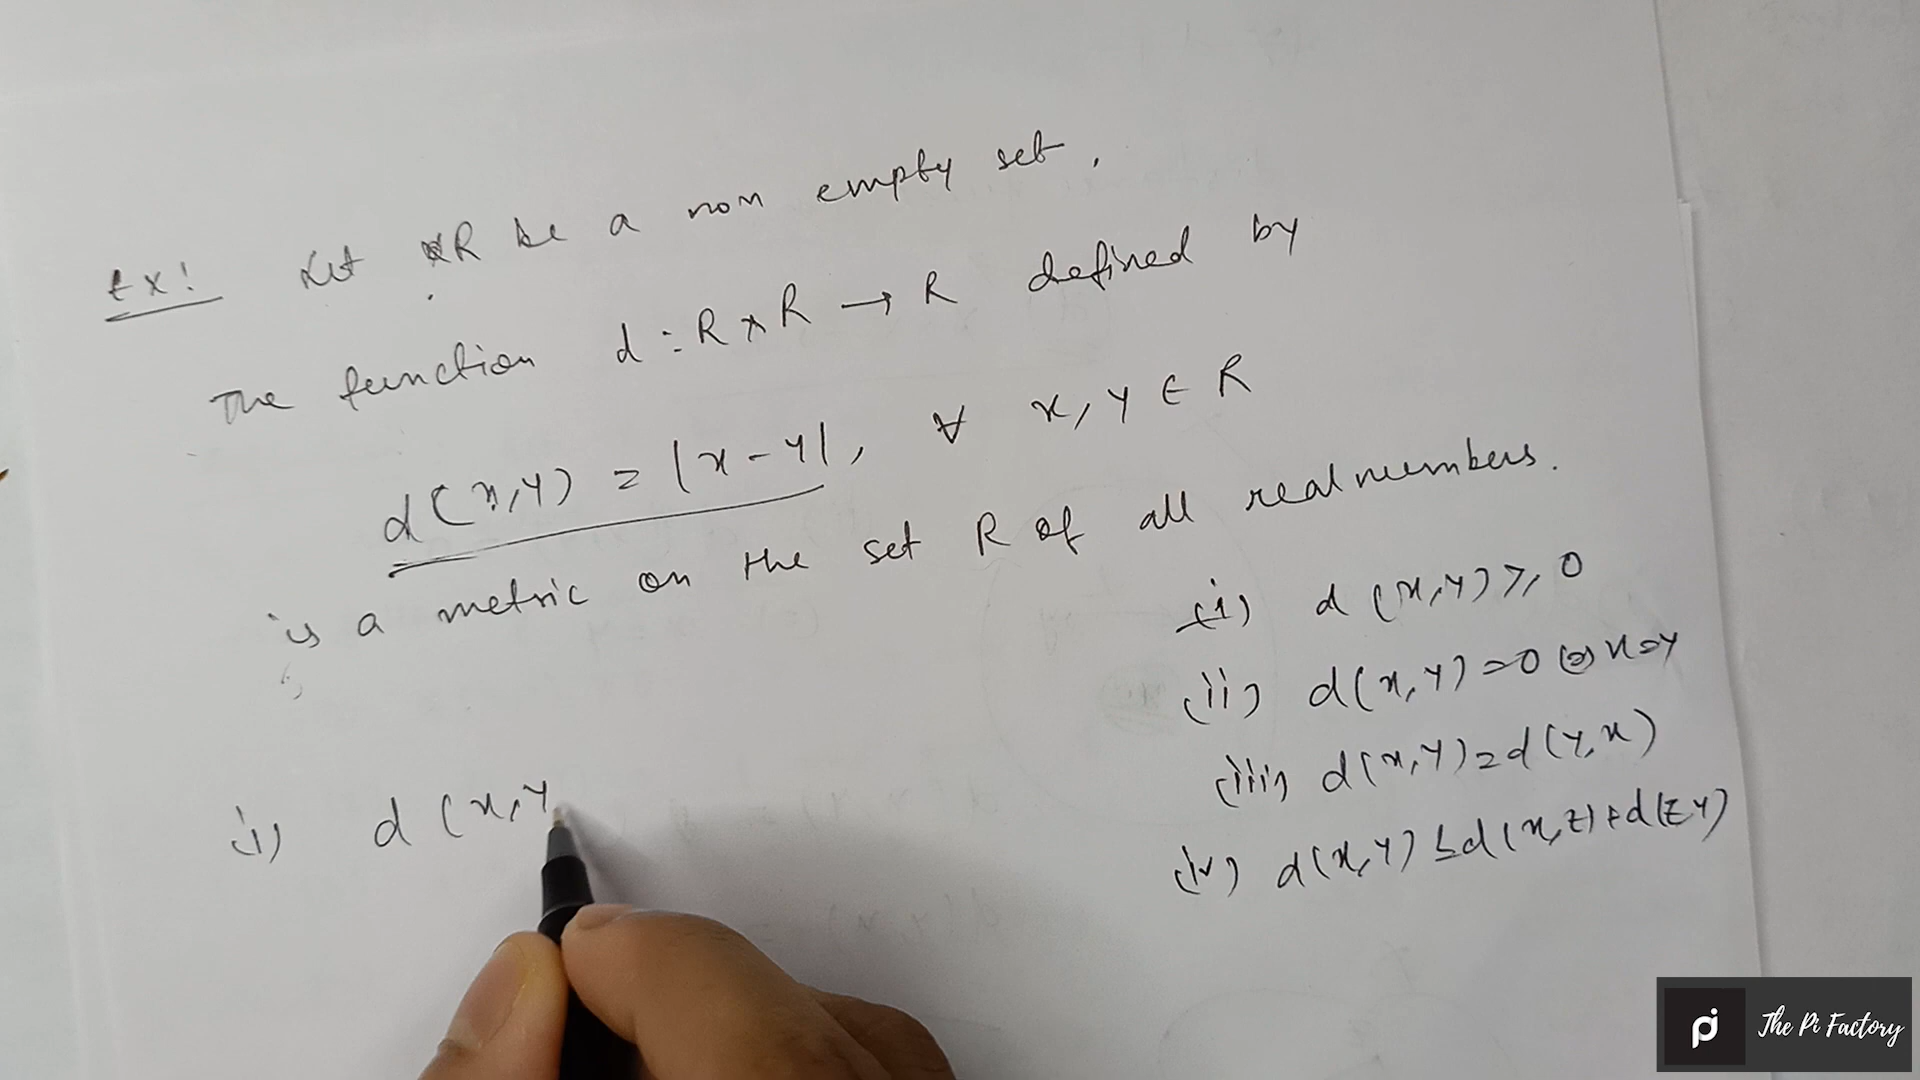 Ex! Let R be a non empty set,
The function d : R x R → R defined by
d(x,y) = |x-y|, ∀ x,y ∈ R
is a metric on the set R of all real numbers.
(i) d(x,y) ≥ 0
(ii) d(x,y) = 0 ⇔ x=y
(iii) d(x,y) = d(y,x)
(iv) d(x,y) ≤ d(x,z) + d(z,y)
(i) d(x,y
pi The Pi Factory